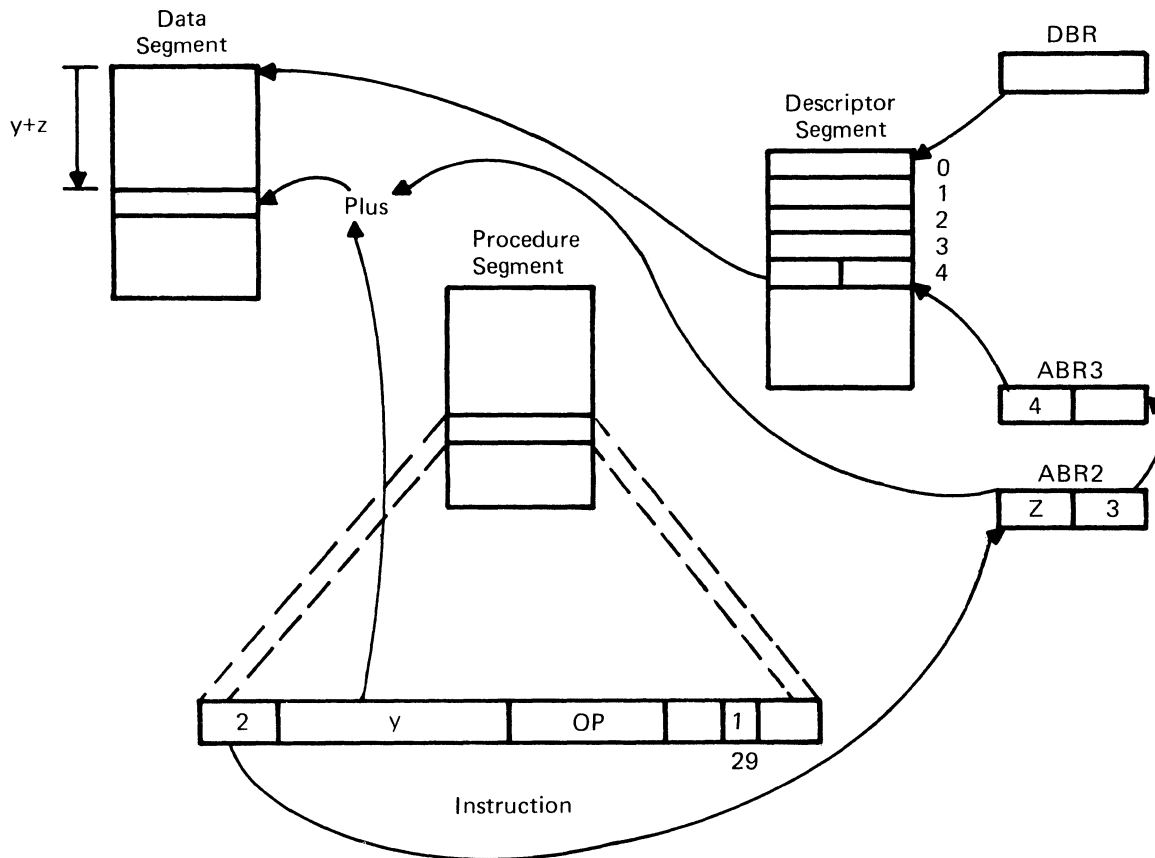 Data
Segment
DBR
Descriptor
Segment
y+z
0
1
2
3
4
Plus
Procedure
Segment
ABR3
4
ABR2
Z 3
2 y OP 1
29
Instruction